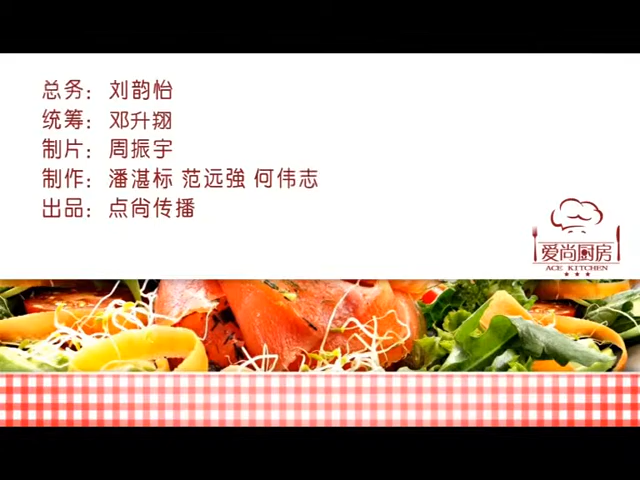 总务：刘韵怡
统筹：邓升翔
制片：周振宇
制作：潘湛标 范远強 何伟志
出品：点尚传播
爱尚厨房
ACE KITCHEN